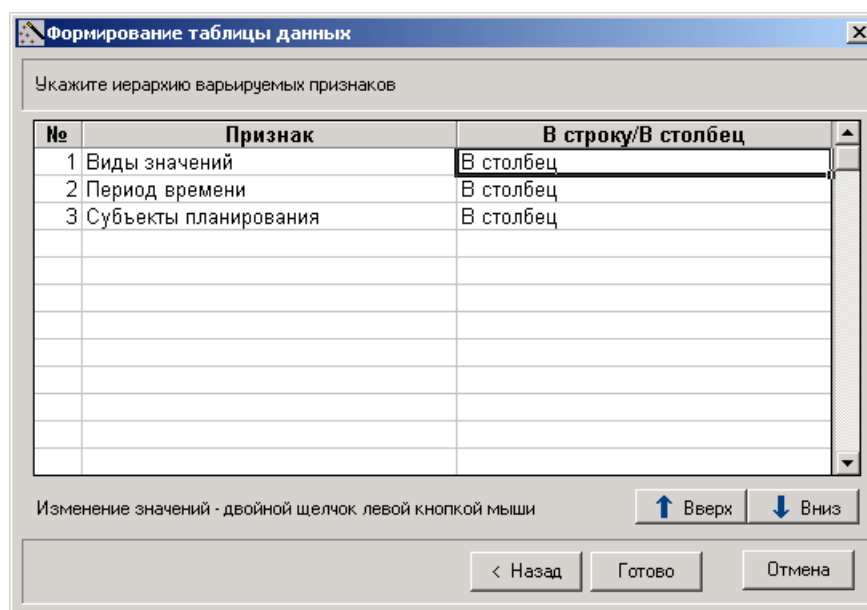 Формирование таблицы данных
Укажите иерархию варьируемых признаков
№ Признак В строку/В столбец
1 Виды значений В столбец
2 Период времени В столбец
3 Субъекты планирования В столбец
Изменение значений - двойной щелчок левой кнопкой мыши Вверх Вниз
< Назад Готово Отмена